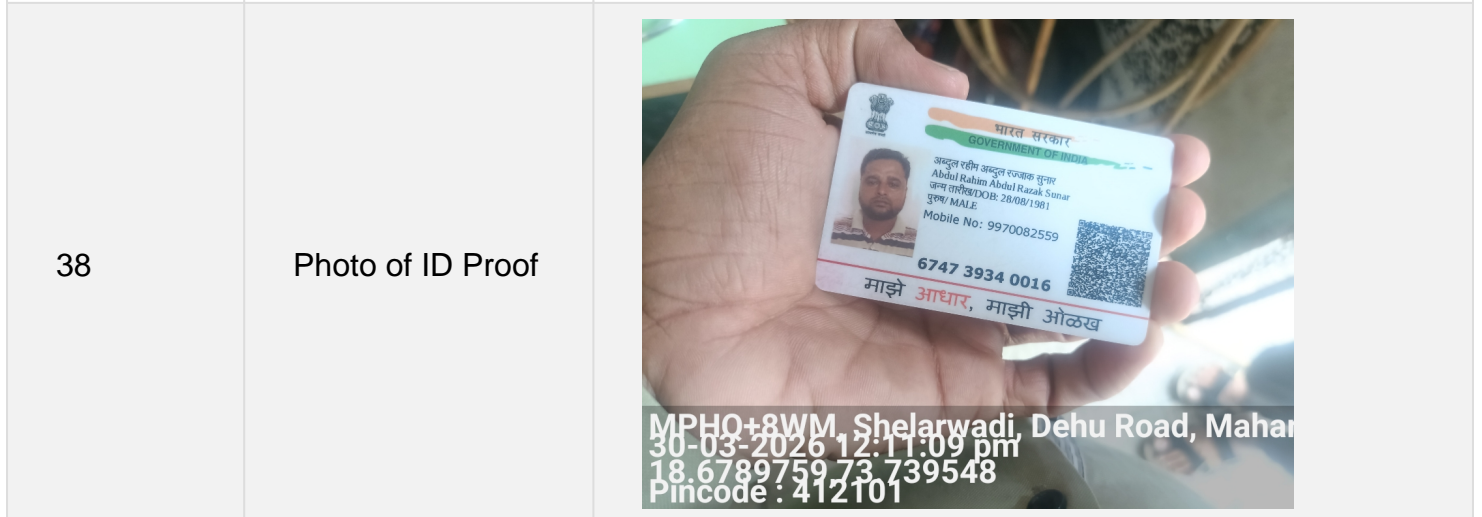 38
Photo of ID Proof
भारत सरकार
GOVERNMENT OF INDIA
अब्दुल रहीम अब्दुल रज्जाक सुनार
Abdul Rahim Abdul Razak Sunar
जन्म तारीख/DOB: 28/08/1981
पुरुष/ MALE
Mobile No: 9970082559
6747 3934 0016
माझे आधार, माझी ओळख
MPHQ+8WM, Shelarwadi, Dehu Road, Mahar
30-03-2026 12:11:09 pm
18.6789759,73.739548
Pincode : 412101